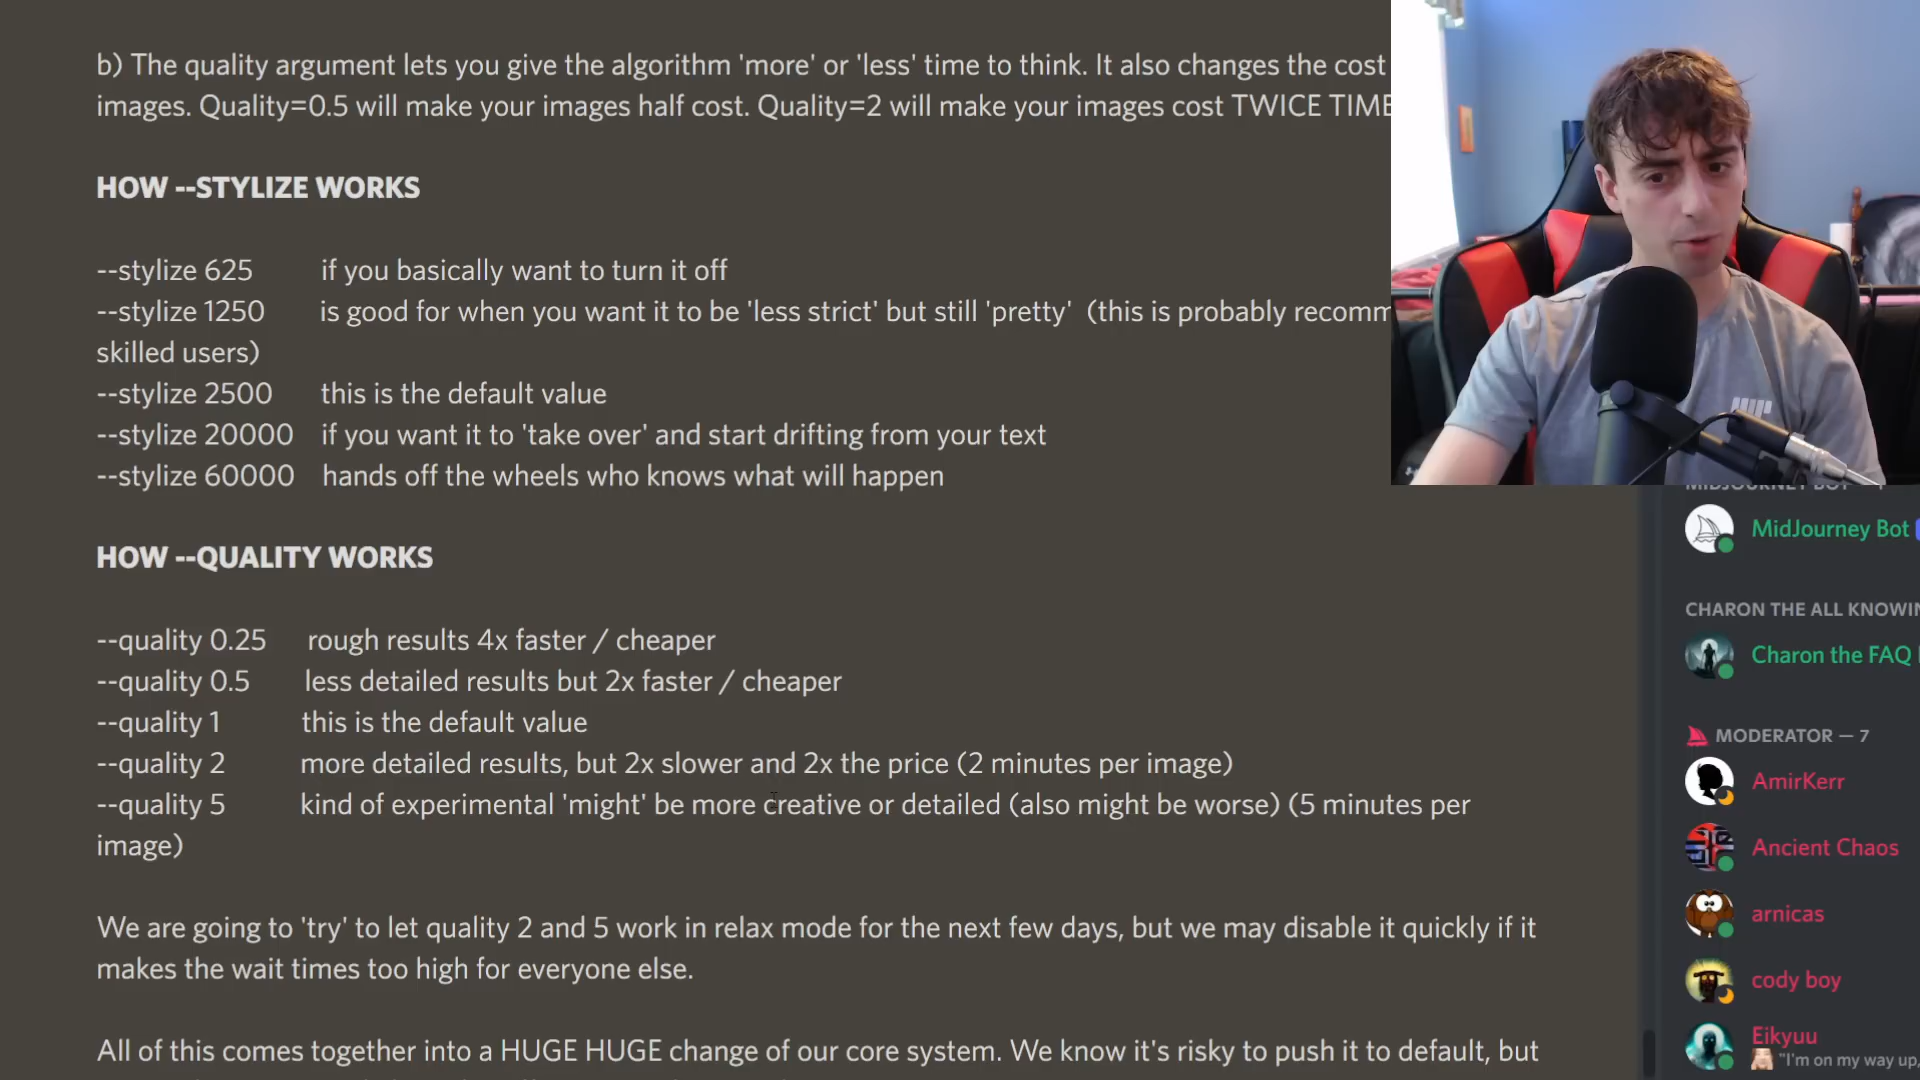 b) The quality argument lets you give the algorithm 'more' or 'less' time to think. It also changes the cost
images. Quality=0.5 will make your images half cost. Quality=2 will make your images cost TWICE TIME
HOW --STYLIZE WORKS
--stylize 625 if you basically want to turn it off
--stylize 1250 is good for when you want it to be 'less strict' but still 'pretty' (this is probably recomm
skilled users)
--stylize 2500 this is the default value
--stylize 20000 if you want it to 'take over' and start drifting from your text
--stylize 60000 hands off the wheels who knows what will happen
HOW --QUALITY WORKS
--quality 0.25 rough results 4x faster / cheaper
--quality 0.5 less detailed results but 2x faster / cheaper
--quality 1 this is the default value
--quality 2 more detailed results, but 2x slower and 2x the price (2 minutes per image)
--quality 5 kind of experimental 'might' be more creative or detailed (also might be worse) (5 minutes per
image)
We are going to 'try' to let quality 2 and 5 work in relax mode for the next few days, but we may disable it quickly if it
makes the wait times too high for everyone else.
All of this comes together into a HUGE HUGE change of our core system. We know it's risky to push it to default, but
MIDJOURNEY BOT
MidJourney Bot
CHARON THE ALL KNOWIN
Charon the FAQ
MODERATOR — 7
AmirKerr
Ancient Chaos
arnicas
cody boy
Eikyuu
"I'm on my way up,